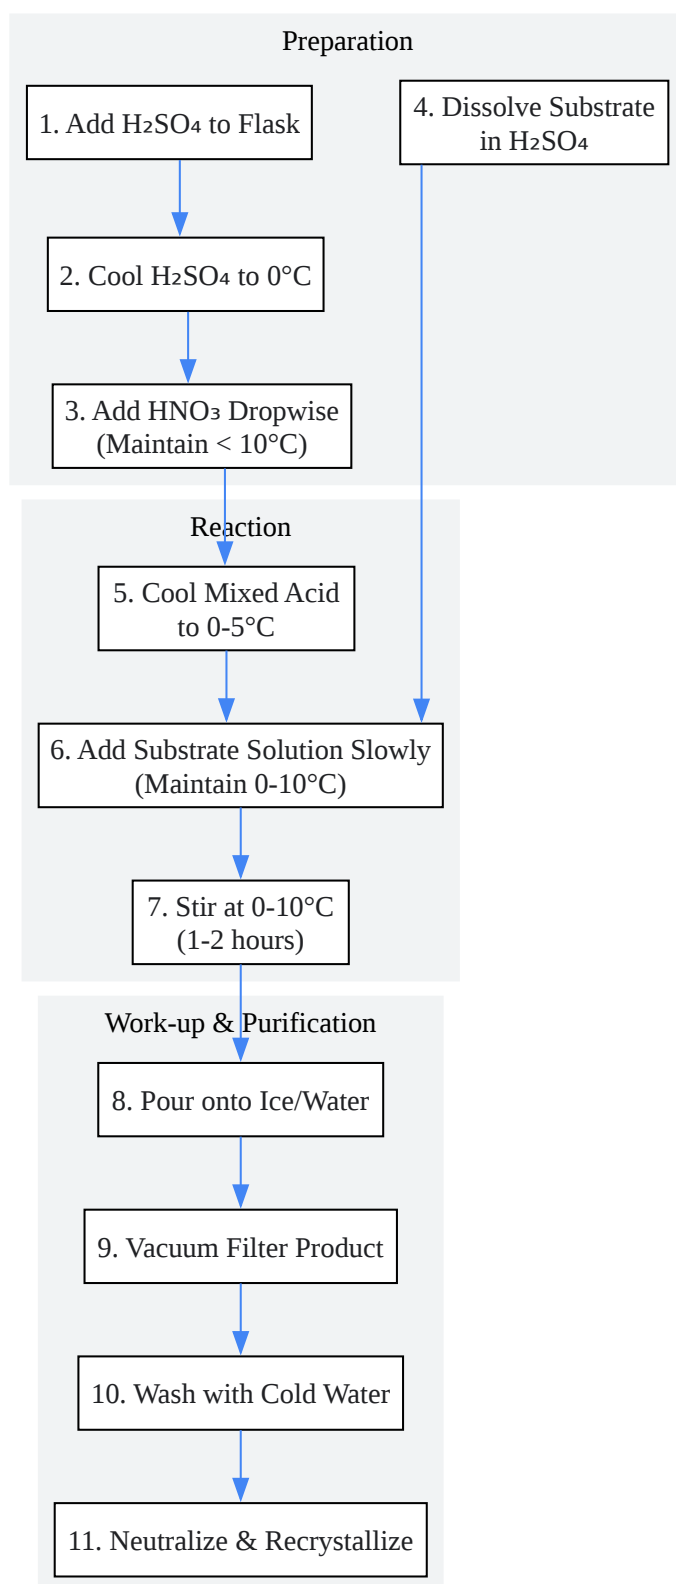 Preparation
1. Add H₂SO₄ to Flask
4. Dissolve Substrate
in H₂SO₄
2. Cool H₂SO₄ to 0°C
3. Add HNO₃ Dropwise
(Maintain < 10°C)
Reaction
5. Cool Mixed Acid
to 0-5°C
6. Add Substrate Solution Slowly
(Maintain 0-10°C)
7. Stir at 0-10°C
(1-2 hours)
Work-up & Purification
8. Pour onto Ice/Water
9. Vacuum Filter Product
10. Wash with Cold Water
11. Neutralize & Recrystallize